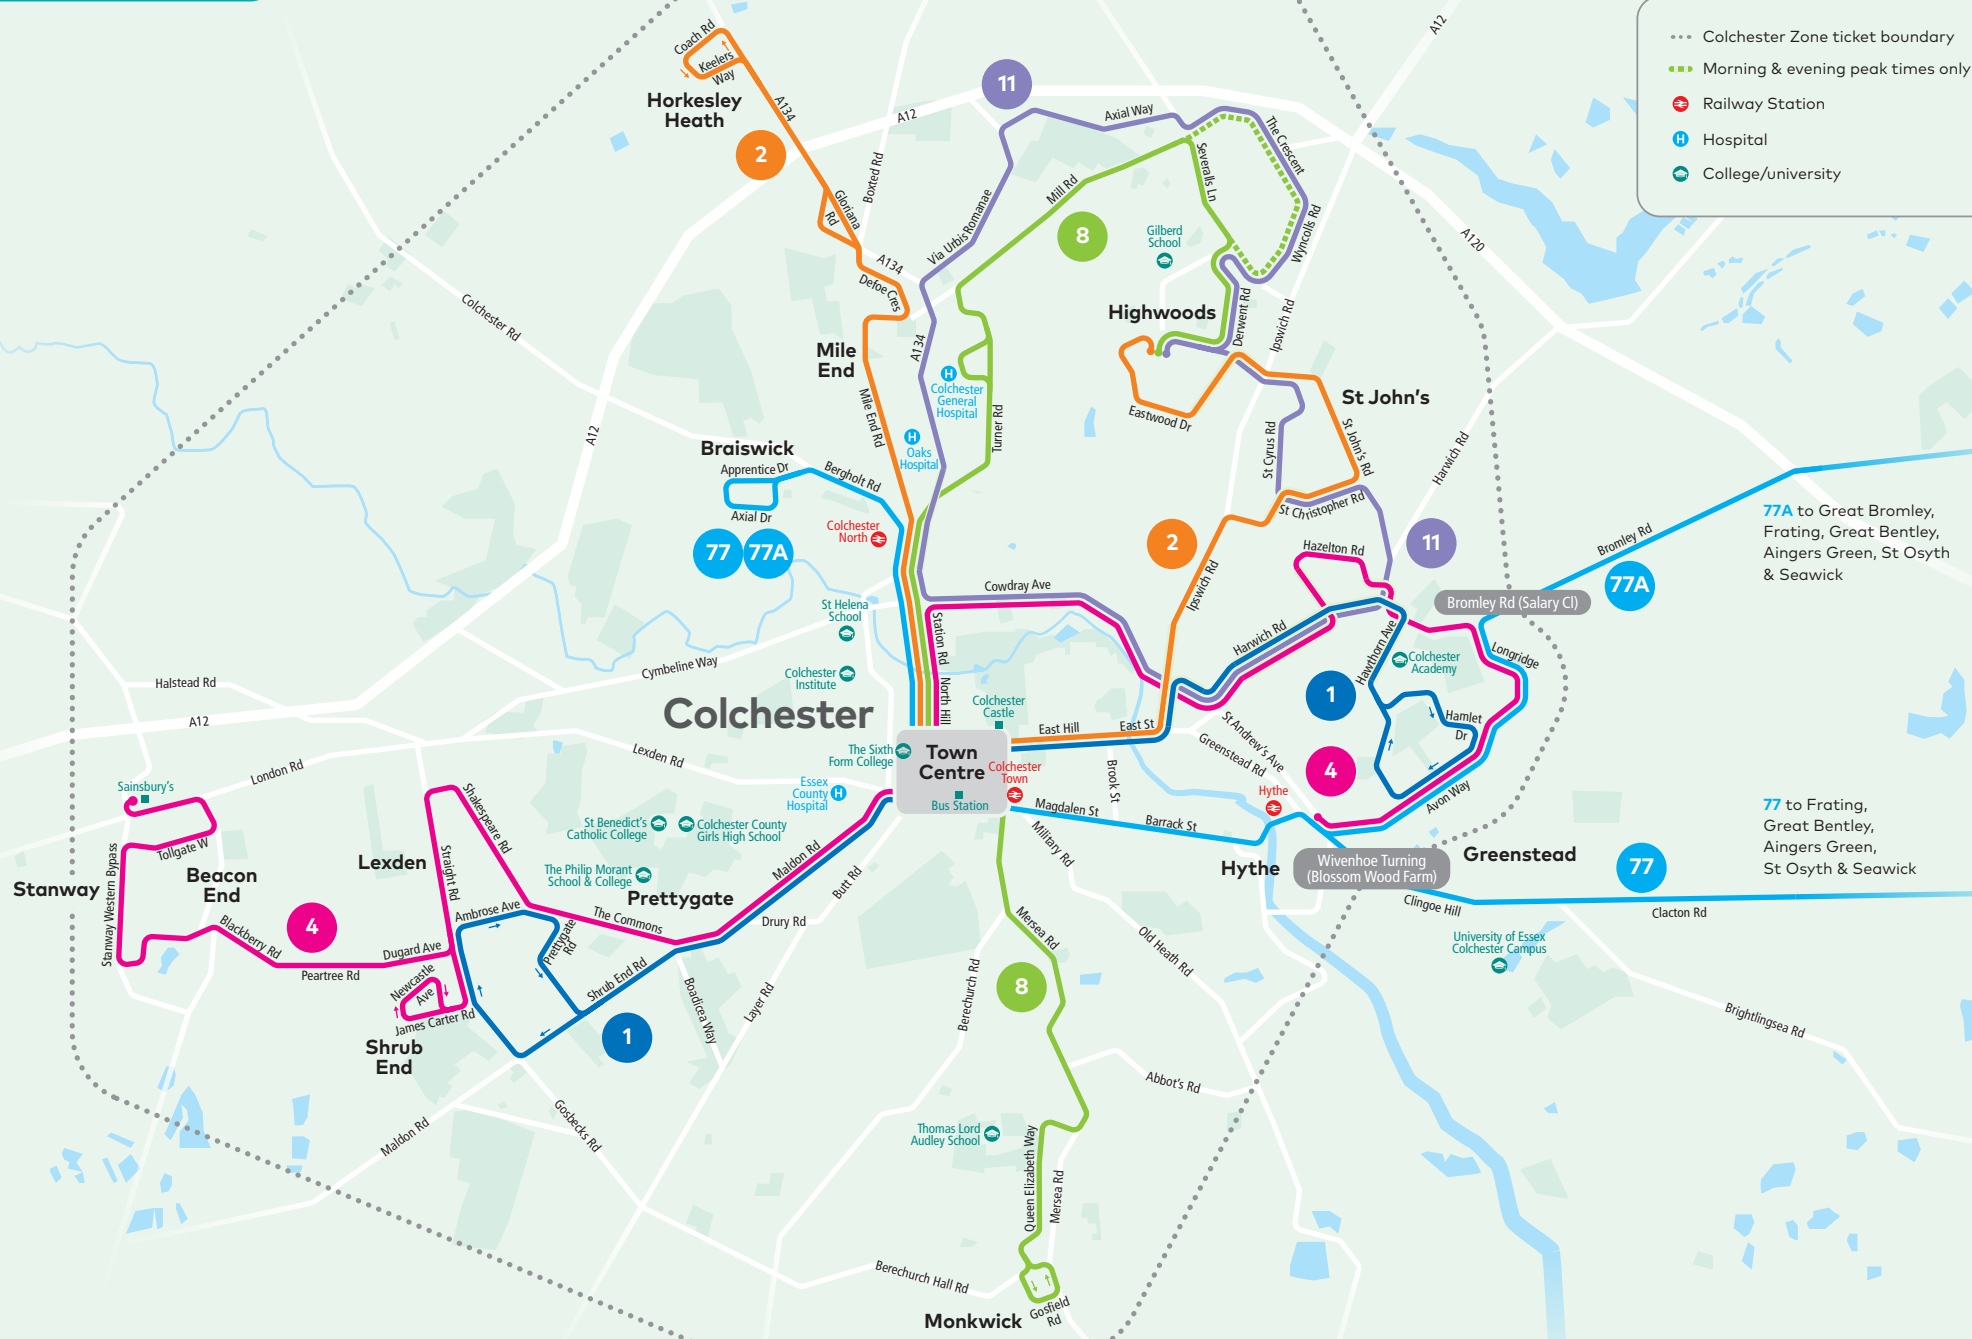 Colchester Zone ticket boundary
Morning & evening peak times only
Railway Station
H Hospital
College/university
Coach Rd
Keelers
Way
Horkesley
Heath
2
A134
A12
11
Axial Way
The Crescent
A12
Boxted Rd
Gloriana
Rd
Via Urbis Romanae
Mill Rd
Severalls Ln
8
Gilberd
School
Wyncolls Rd
A120
A134
Defoe Cres
Colchester Rd
Highwoods
Derwent Rd
Ipswich Rd
Mile
End
A134
H
Colchester
General
Hospital
St John's
Mile End Rd
Eastwood Dr
A12
H
Oaks
Hospital
Turner Rd
St Cyrus Rd
St John's Rd
Harwich Rd
Braiswick
Apprentice Dr
Bergholt Rd
Axial Dr
St Christopher Rd
77A to Great Bromley,
Frating, Great Bentley,
Aingers Green, St Osyth
& Seawick
Colchester
North
77
77A
2
Hazelton Rd
11
Bromley Rd
77A
Ipswich Rd
Cowdray Ave
Bromley Rd (Salary Cl)
St Helena
School
Station Rd
Harwich Rd
Hawthorn Ave
Colchester
Academy
Longridge
Cymbeline Way
Colchester
Institute
Halstead Rd
A12
Colchester
North Hill
Colchester
Castle
East Hill
East St
1
Hamlet
Dr
St Andrew's Ave
Greenstead Rd
Lexden Rd
The Sixth
Form College
Town
Centre
Bus Station
Colchester
Town
Brook St
4
London Rd
Sainsbury's
Essex
County
Hospital
H
Hythe
Avon Way
Magdalen St
Barrack St
77 to Frating,
Great Bentley,
Aingers Green,
St Osyth & Seawick
Shakespeare Rd
St Benedict's
Catholic College
Colchester County
Girls High School
Military Rd
Tollgate W
Lexden
Straight Rd
Maldon Rd
Hythe
Wivenhoe Turning
(Blossom Wood Farm)
Greenstead
77
Stanway
Stanway Western Bypass
Beacon
End
The Philip Morant
School & College
Prettygate
Butt Rd
Clingoe Hill
Clacton Rd
4
Blackberry Rd
Ambrose Ave
Prettygate
Rd
The Commons
Drury Rd
Mersea Rd
Old Heath Rd
University of Essex
Colchester Campus
Dugard Ave
Peartree Rd
Newcastle
Ave
James Carter Rd
Shrub End Rd
Boadicea Way
Layer Rd
Berechurch Rd
8
Brightlingsea Rd
Shrub
End
1
Abbot's Rd
Maldon Rd
Gosbecks Rd
Thomas Lord
Audley School
Queen Elizabeth Way
Mersea Rd
Berechurch Hall Rd
Monkwick
Gosfield
Rd